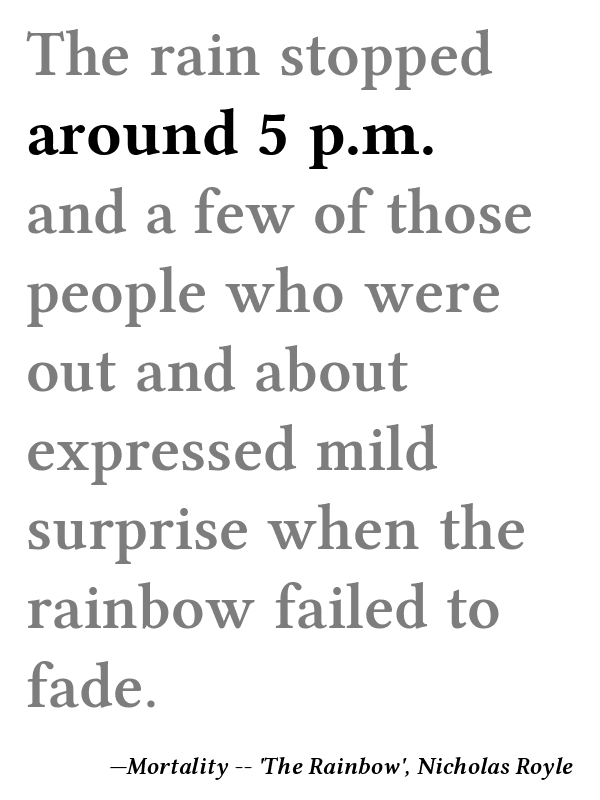 The rain stopped
around 5 p.m.
and a few of those
people who were
out and about
expressed mild
surprise when the
rainbow failed to
fade.
—Mortality -- 'The Rainbow', Nicholas Royle